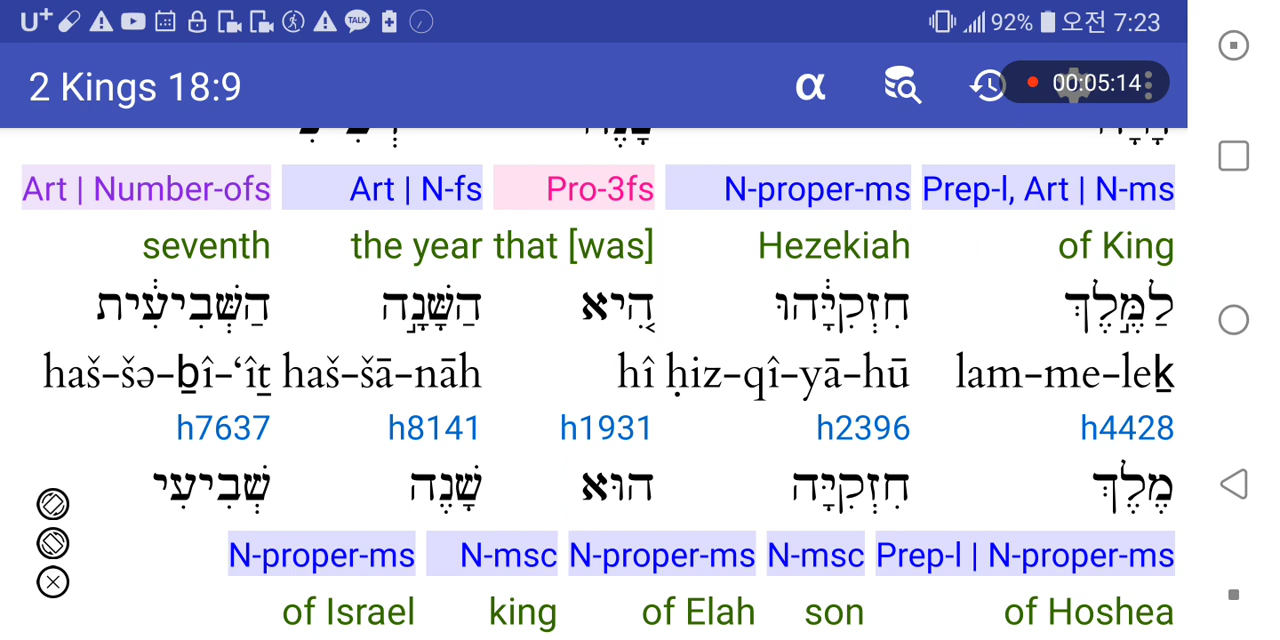 U+ TALK 92% 오전 7:23
2 Kings 18:9 α 00:05:14
Art | Number-ofs Art | N-fs Pro-3fs N-proper-ms Prep-l, Art | N-ms
seventh the year that [was] Hezekiah of King
לַמֶּ֣לֶךְ חִזְקִיָּ֔הוּ הִ֚יא הַשָּׁנָ֣ה הַשְּׁבִיעִ֔ית
haš-šə-ḇî-‘îṯ haš-šā-nāh hî ḥiz-qî-yā-hū lam-me-leḵ
h7637 h8141 h1931 h2396 h4428
מֶלֶךְ חִזְקִיָּה הוּא שָׁנֶה שְׁבִיעִי
N-proper-ms N-msc N-proper-ms N-msc Prep-l | N-proper-ms
of Israel king of Elah son of Hoshea